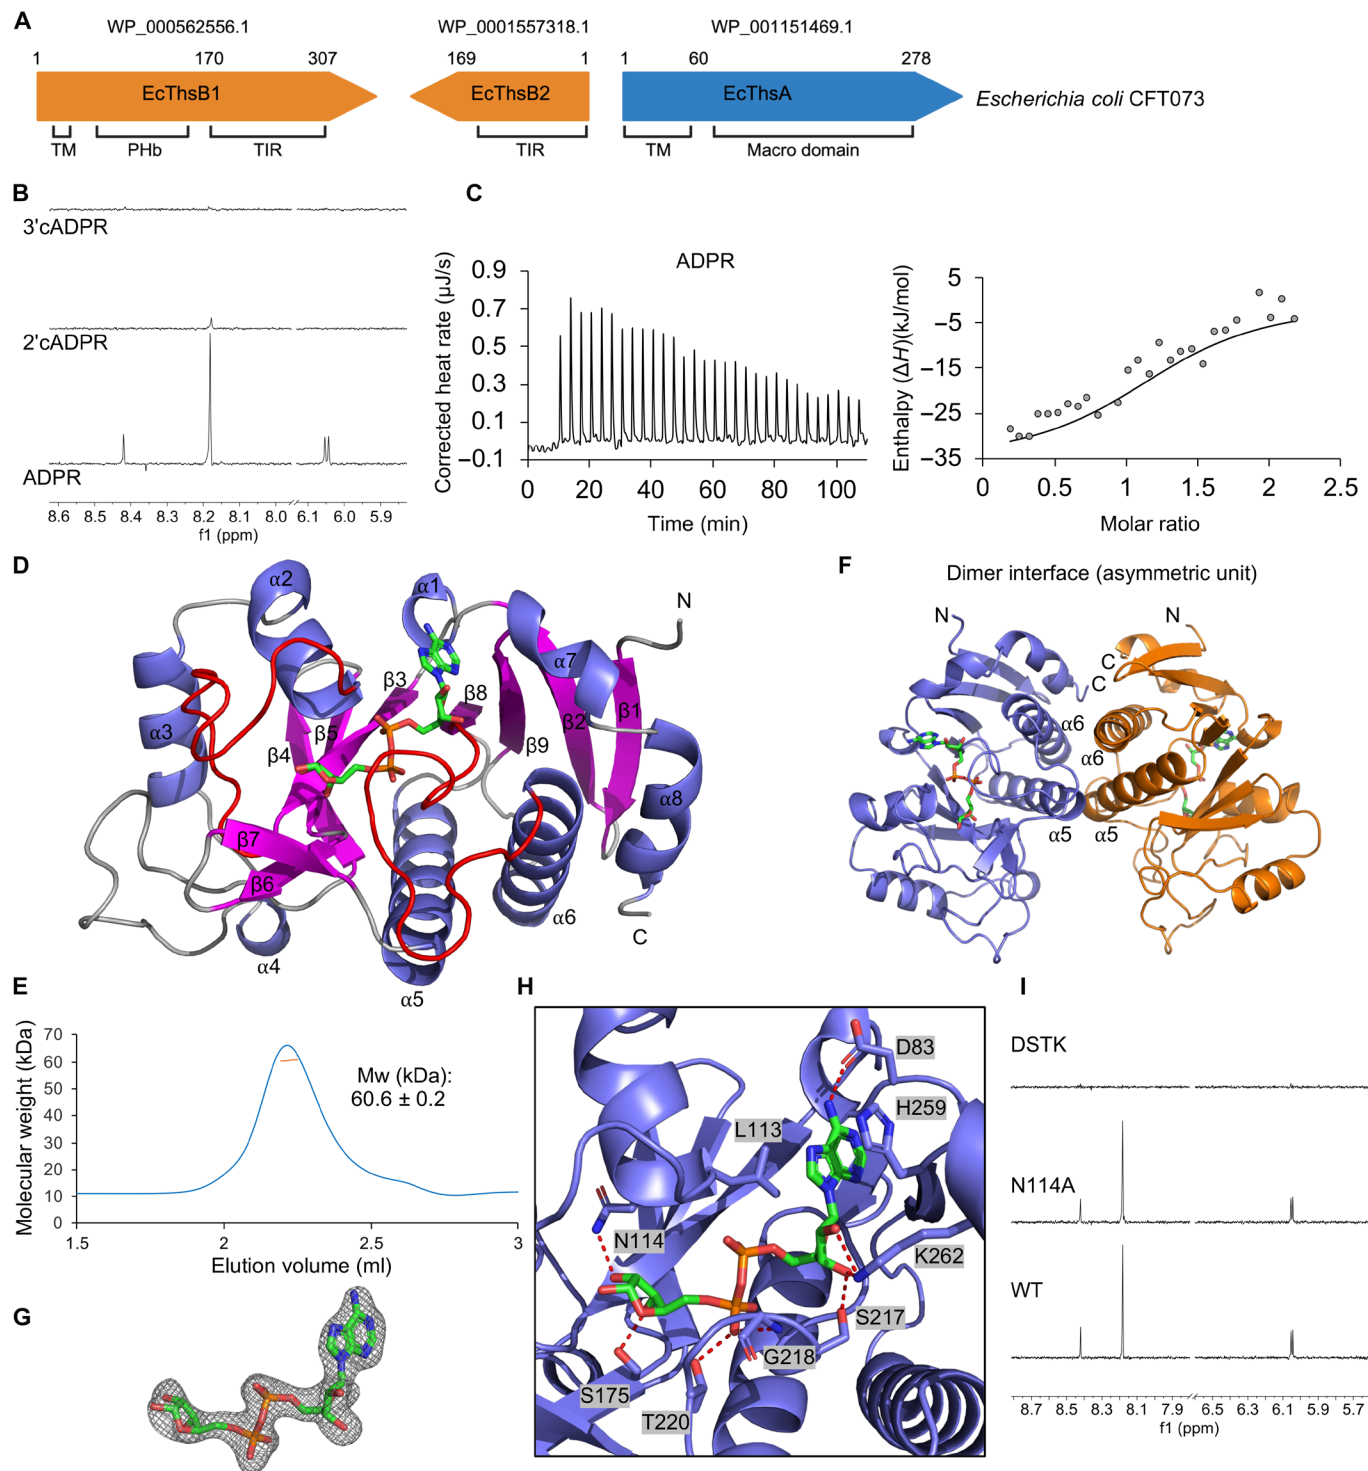 A
WP_000562556.1 WP_0001557318.1 WP_001151469.1
1 170 307 169 1 1 60 278
EcThsB1 EcThsB2 EcThsA Escherichia coli CFT073
TM PHb TIR TIR TM Macro domain
B
3'cADPR
2'cADPR
ADPR
8.6 8.5 8.4 8.3 8.2 8.1 8.0 6.1 6.0 5.9
f1 (ppm)
C
ADPR
Corrected heat rate (µJ/s)
0.9
0.7
0.5
0.3
0.1
–0.1
0 20 40 60 80 100
Time (min)
Enthalpy (ΔH)(kJ/mol)
5
–5
–15
–25
–35
0 0.5 1 1.5 2 2.5
Molar ratio
D
α2 α1 N
α7
β3 β8 β1
α3 β5 β2
β4 β9
α8
β7
β6
α6
C
α4
α5
F
Dimer interface (asymmetric unit)
N N
C
C
α6
α6
α5 α5
E
Molecular weight (kDa)
70
60
50
40
30
20
10
0
Mw (kDa):
60.6 ± 0.2
1.5 2 2.5 3
Elution volume (ml)
G
H
D83
H259
L113
N114
K262
S217
G218
S175
T220
I
DSTK
N114A
WT
8.7 8.5 8.3 8.1 7.9 6.5 6.3 6.1 5.9 5.7
f1 (ppm)